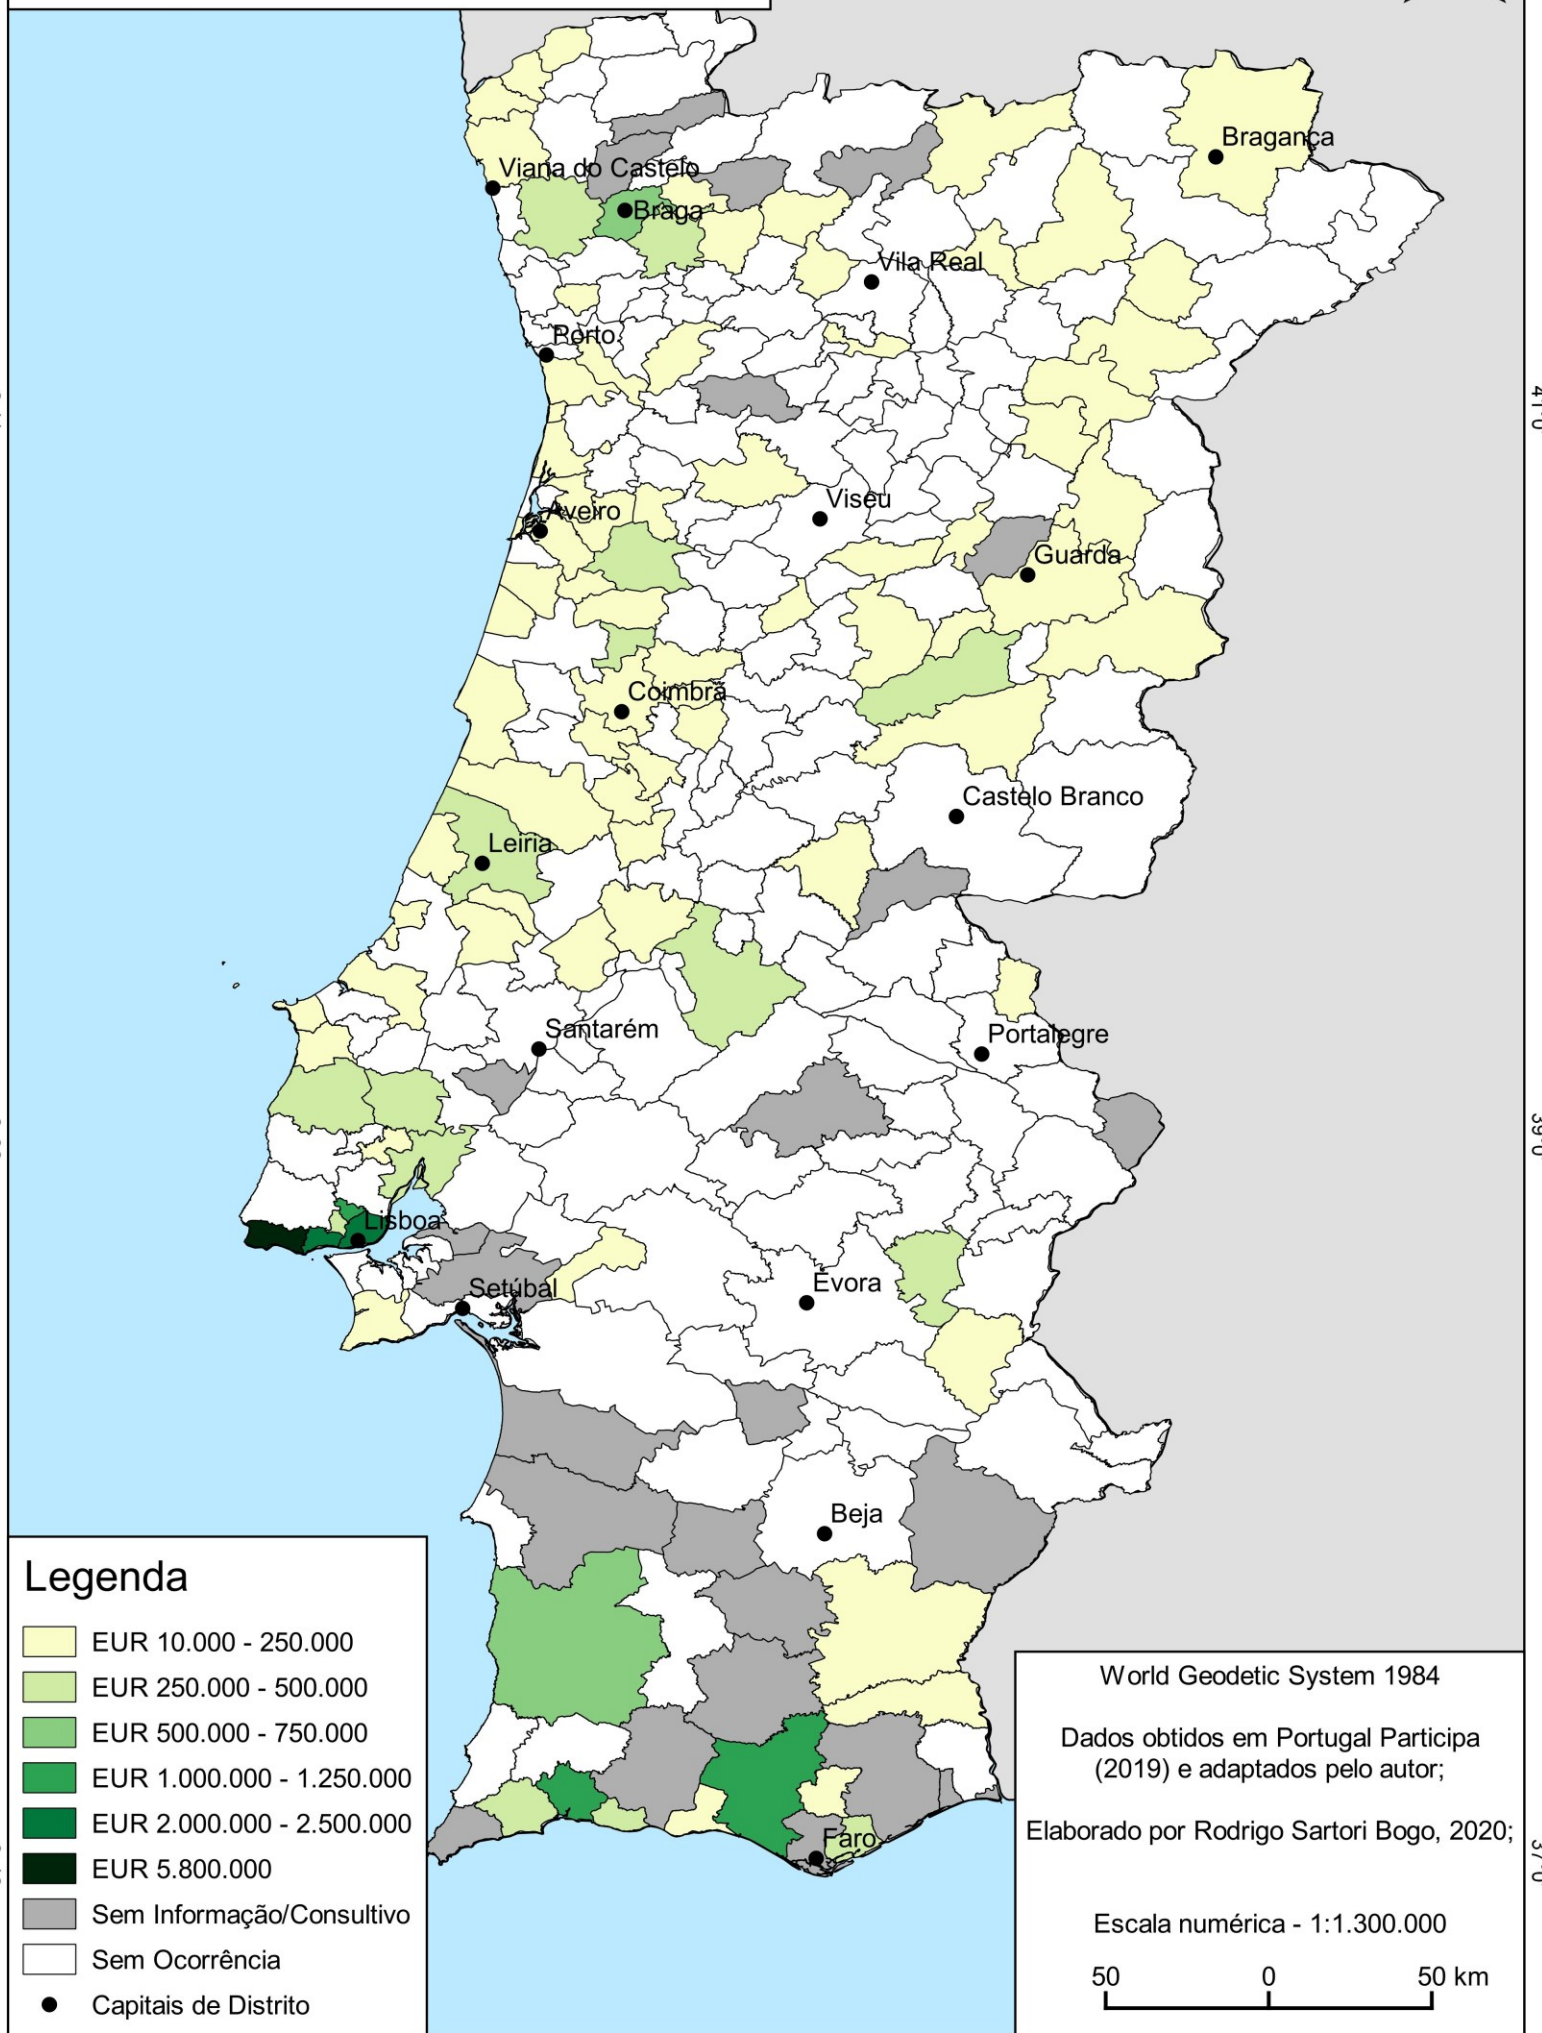 Bragança
Viana do Castelo
Braga
Vila Real
Porto
41°0
Viseu
Aveiro
Guarda
Coimbra
Castelo Branco
Leiria
Santarém
Portalegre
39°0
Lisboa
Setúbal
Évora
Beja
Faro
Legenda
EUR 10.000 - 250.000
EUR 250.000 - 500.000
EUR 500.000 - 750.000
EUR 1.000.000 - 1.250.000
EUR 2.000.000 - 2.500.000
EUR 5.800.000
Sem Informação/Consultivo
Sem Ocorrência
Capitais de Distrito
World Geodetic System 1984
Dados obtidos em Portugal Participa
(2019) e adaptados pelo autor;
Elaborado por Rodrigo Sartori Bogo, 2020;
37°0
Escala numérica - 1:1.300.000
50 0 50 km